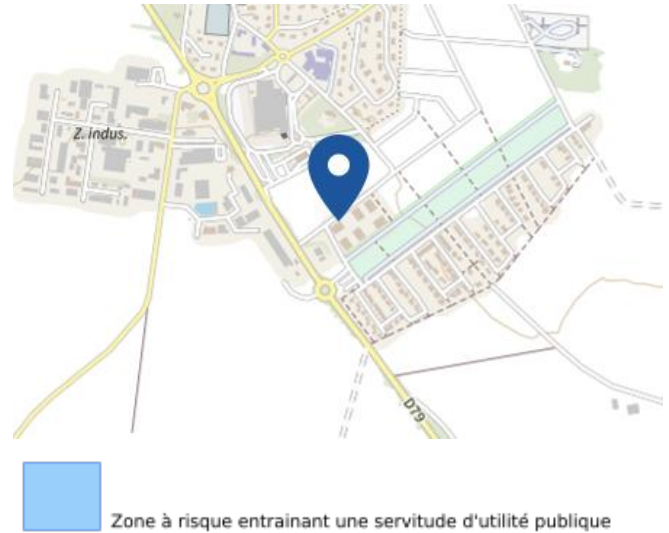 Z. indus.
D79
Zone à risque entrainant une servitude d'utilité publique